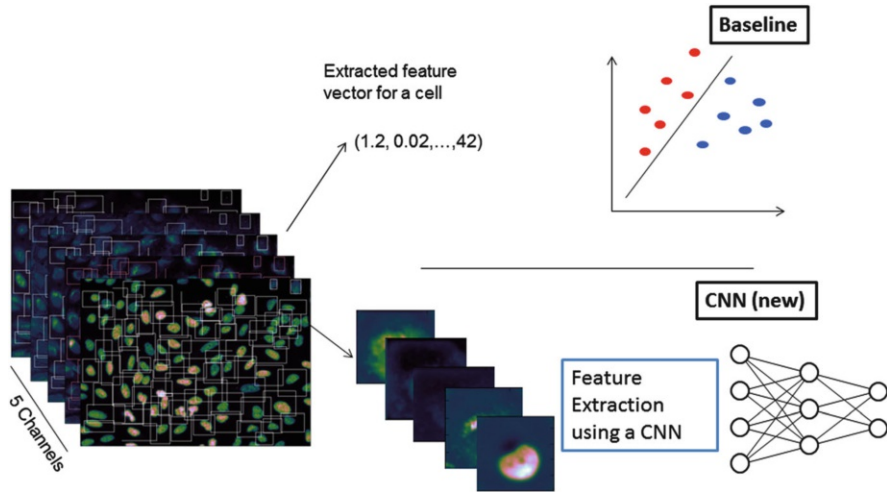 Baseline
Extracted feature
vector for a cell
(1.2, 0.02,...,42)
CNN (new)
Feature
Extraction
using a CNN
5 Channels